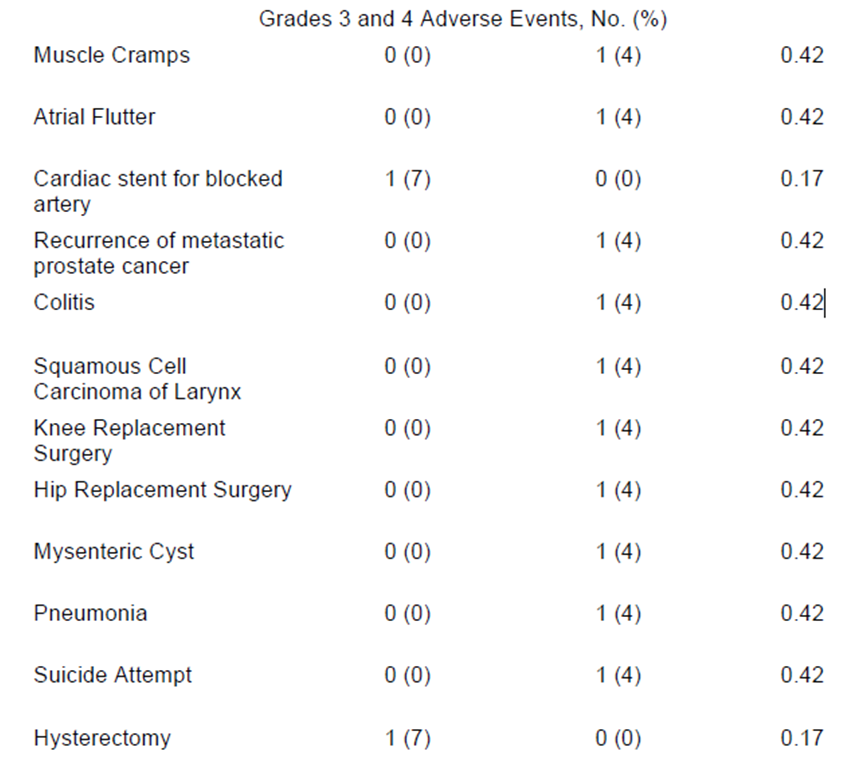 Grades 3 and 4 Adverse Events, No. (%)
Muscle Cramps 0 (0) 1 (4) 0.42
Atrial Flutter 0 (0) 1 (4) 0.42
Cardiac stent for blocked 1 (7) 0 (0) 0.17
artery
Recurrence of metastatic 0 (0) 1 (4) 0.42
prostate cancer
Colitis 0 (0) 1 (4) 0.42
Squamous Cell 0 (0) 1 (4) 0.42
Carcinoma of Larynx
Knee Replacement 0 (0) 1 (4) 0.42
Surgery
Hip Replacement Surgery 0 (0) 1 (4) 0.42
Mysenteric Cyst 0 (0) 1 (4) 0.42
Pneumonia 0 (0) 1 (4) 0.42
Suicide Attempt 0 (0) 1 (4) 0.42
Hysterectomy 1 (7) 0 (0) 0.17